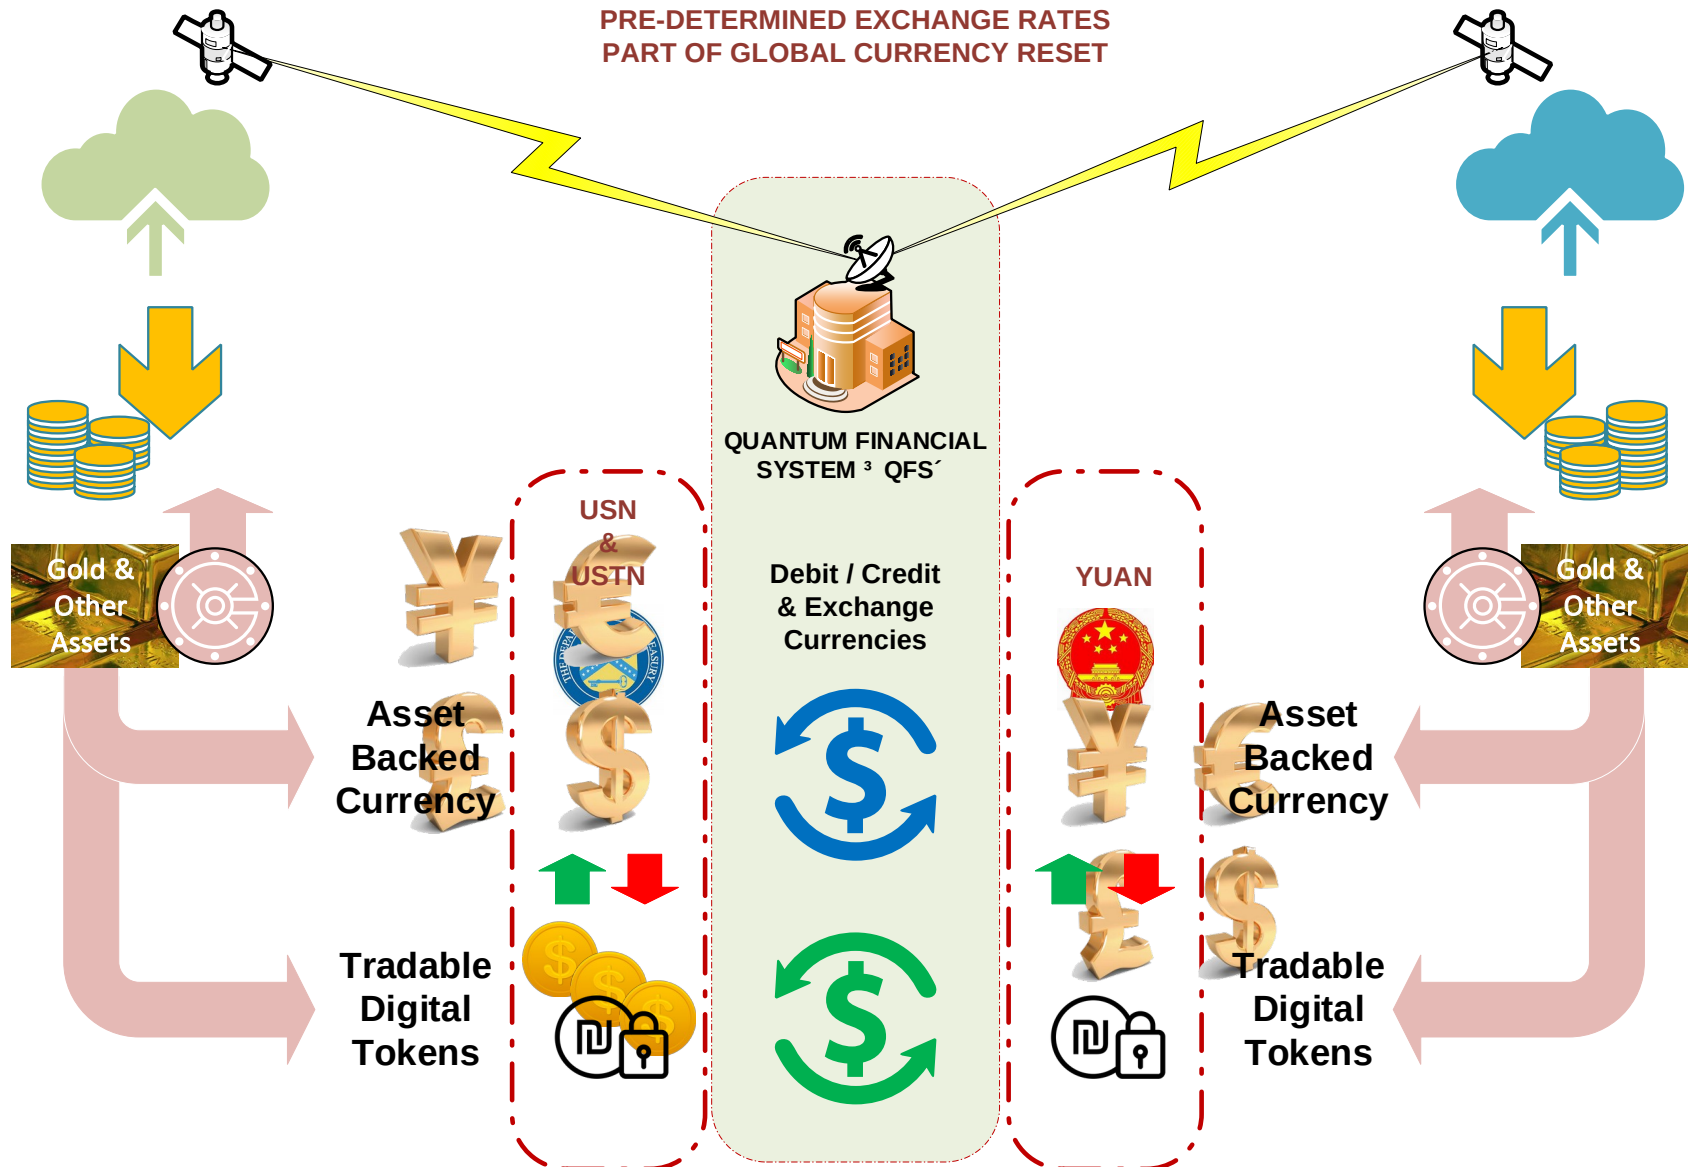 PRE-DETERMINED EXCHANGE RATES
PART OF GLOBAL CURRENCY RESET
QUANTUM FINANCIAL
SYSTEM ³ QFS´
USN
&
USTN
Debit / Credit
& Exchange
Currencies
YUAN
Gold &
Other
Assets
Gold &
Other
Assets
Asset
Backed
Currency
Asset
Backed
Currency
Tradable
Digital
Tokens
Tradable
Digital
Tokens